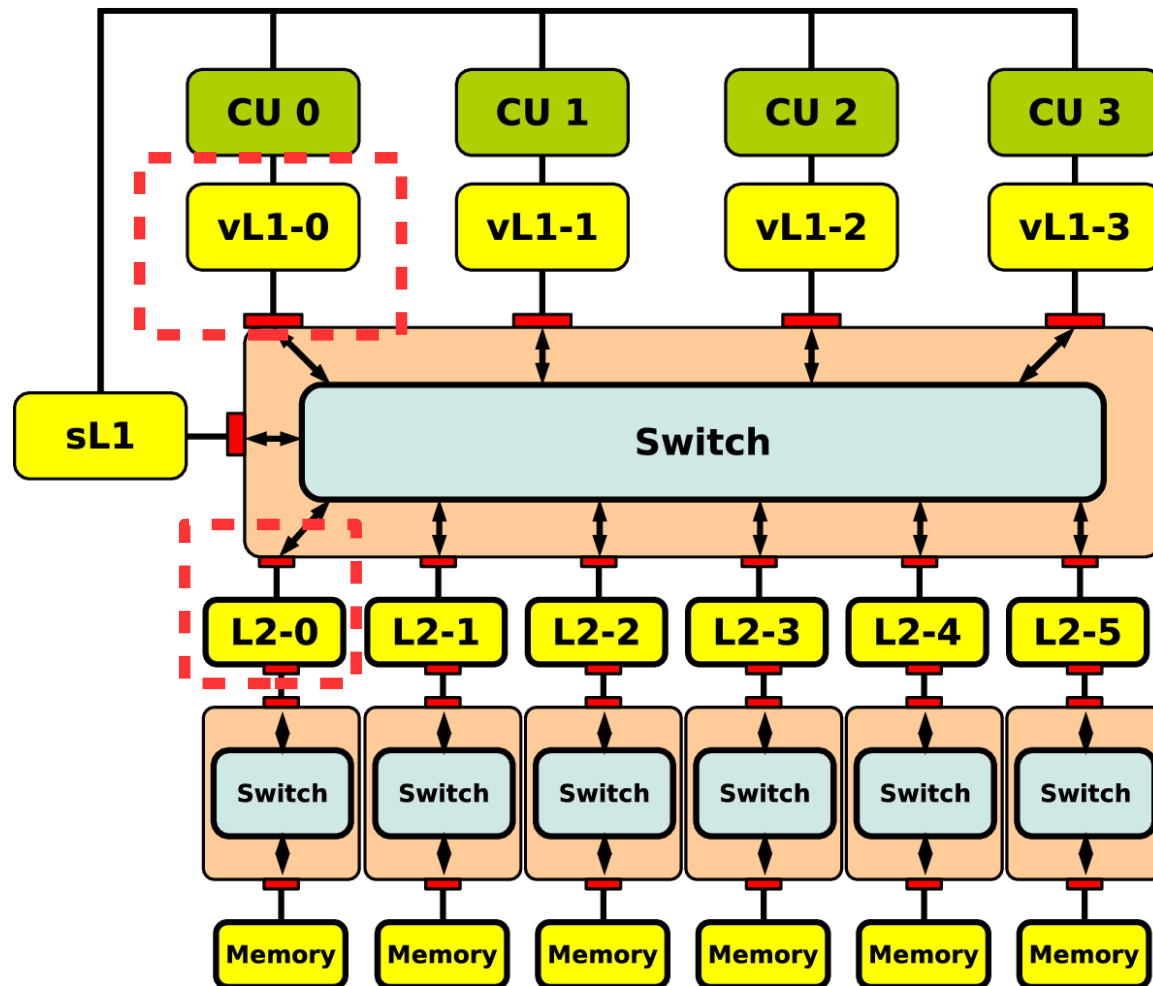 CU 0
CU 1
CU 2
CU 3
vL1-0
vL1-1
vL1-2
vL1-3
sL1
Switch
L2-0
L2-1
L2-2
L2-3
L2-4
L2-5
Switch
Switch
Switch
Switch
Switch
Switch
Memory
Memory
Memory
Memory
Memory
Memory